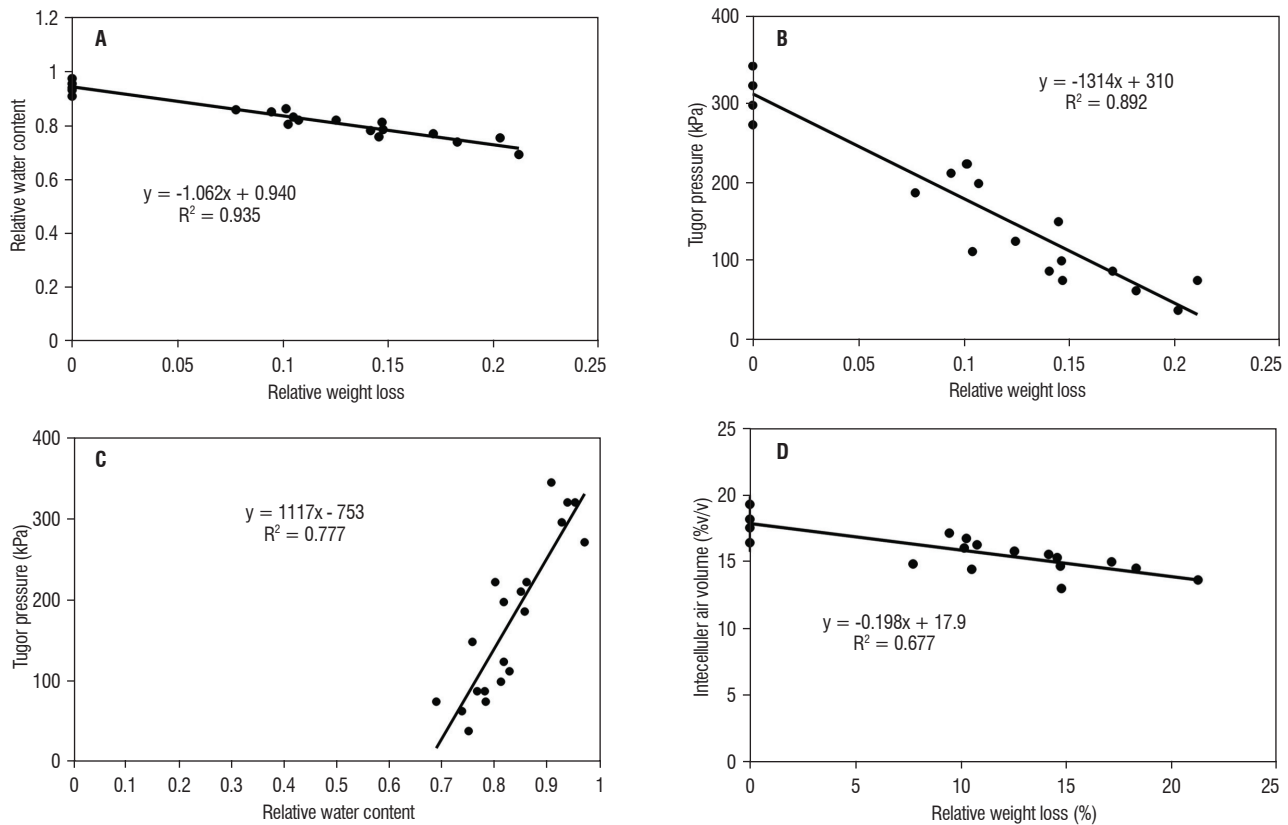 A
1.2
1
0.8
0.6
0.4
0.2
0
Relative water content
y = -1.062x + 0.940
R² = 0.935
0 0.05 0.1 0.15 0.2 0.25
Relative weight loss
B
400
300
200
100
0
Tugor pressure (kPa)
y = -1314x + 310
R² = 0.892
0 0.05 0.1 0.15 0.2 0.25
Relative weight loss
C
400
300
200
100
0
Tugor pressure (kPa)
y = 1117x - 753
R² = 0.777
0 0.1 0.2 0.3 0.4 0.5 0.6 0.7 0.8 0.9 1
Relative water content
D
25
20
15
10
5
0
Intecelluler air volume (%v/v)
y = -0.198x + 17.9
R² = 0.677
0 5 10 15 20 25
Relative weight loss (%)